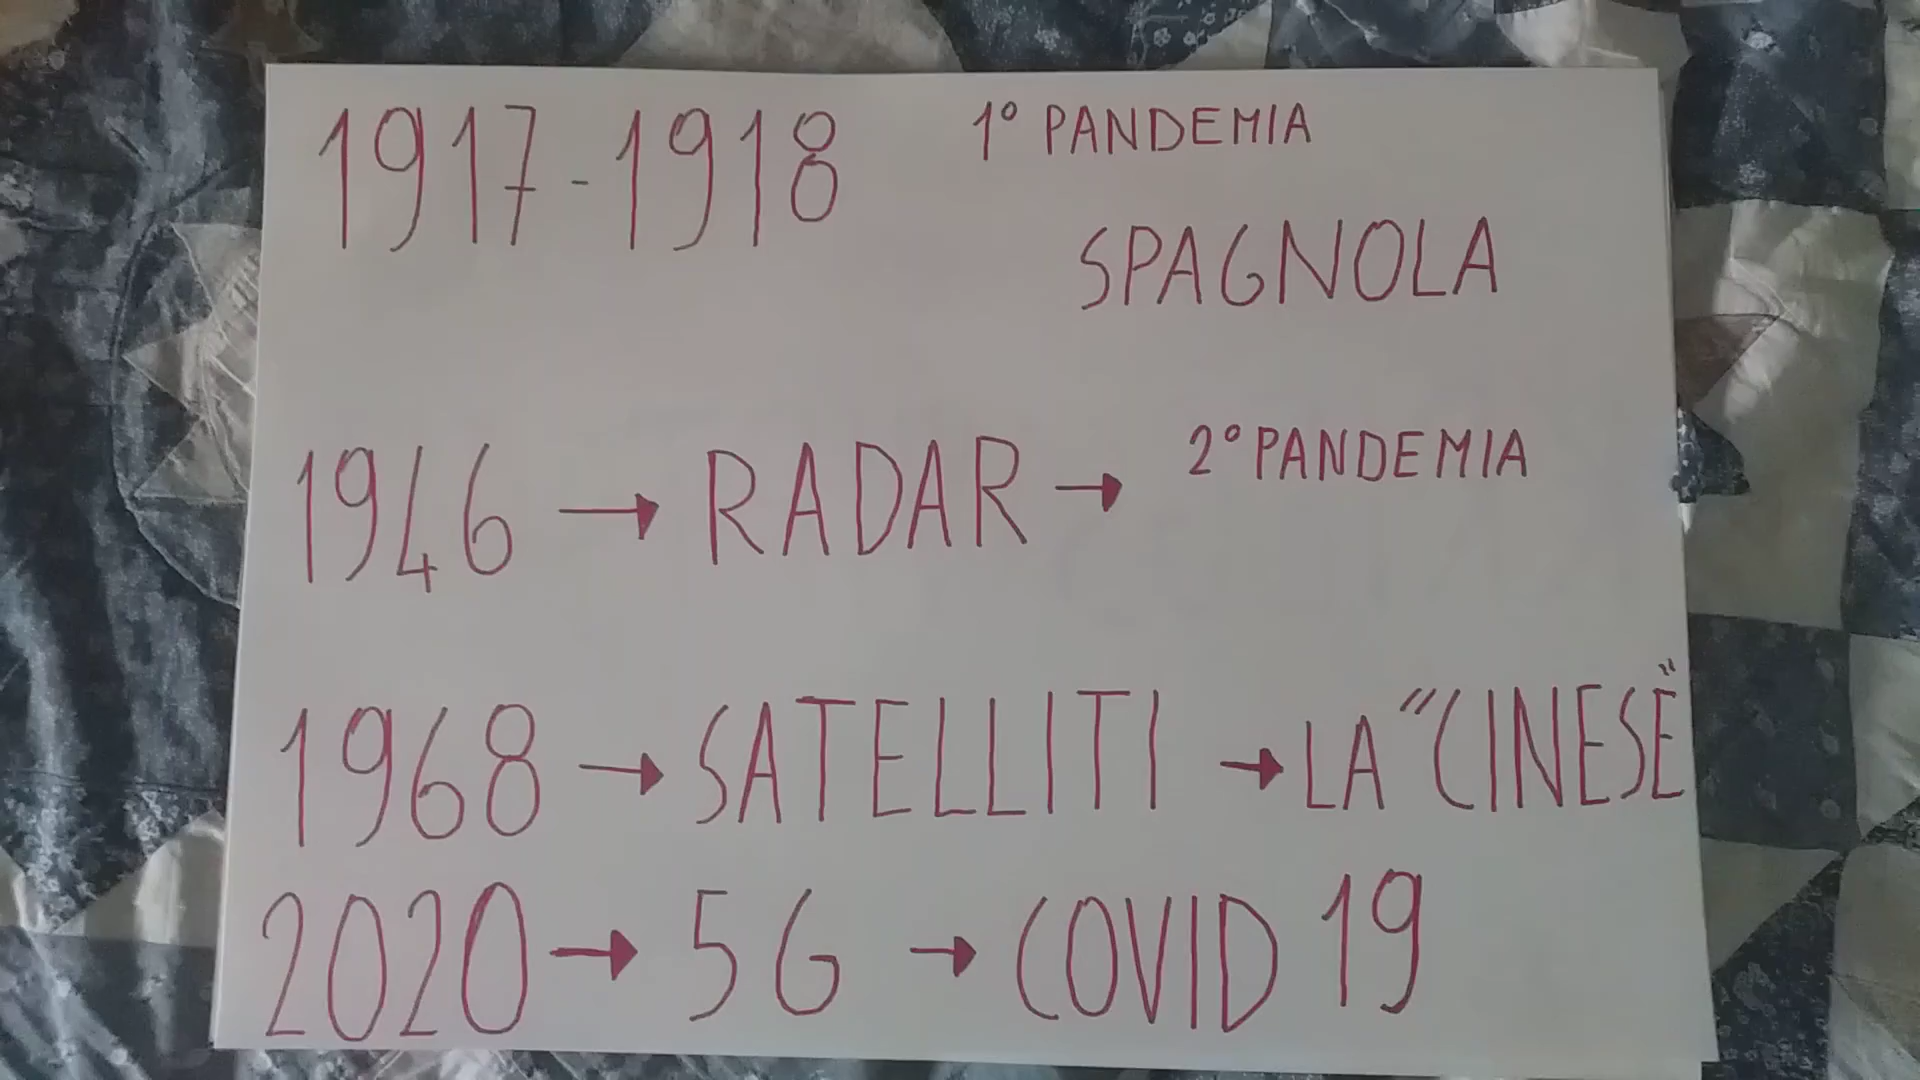 1917-1918 1° PANDEMIA
SPAGNOLA
1946 → RADAR → 2° PANDEMIA
1968 → SATELLITI → LA "CINESE"
2020 → 5G → COVID 19